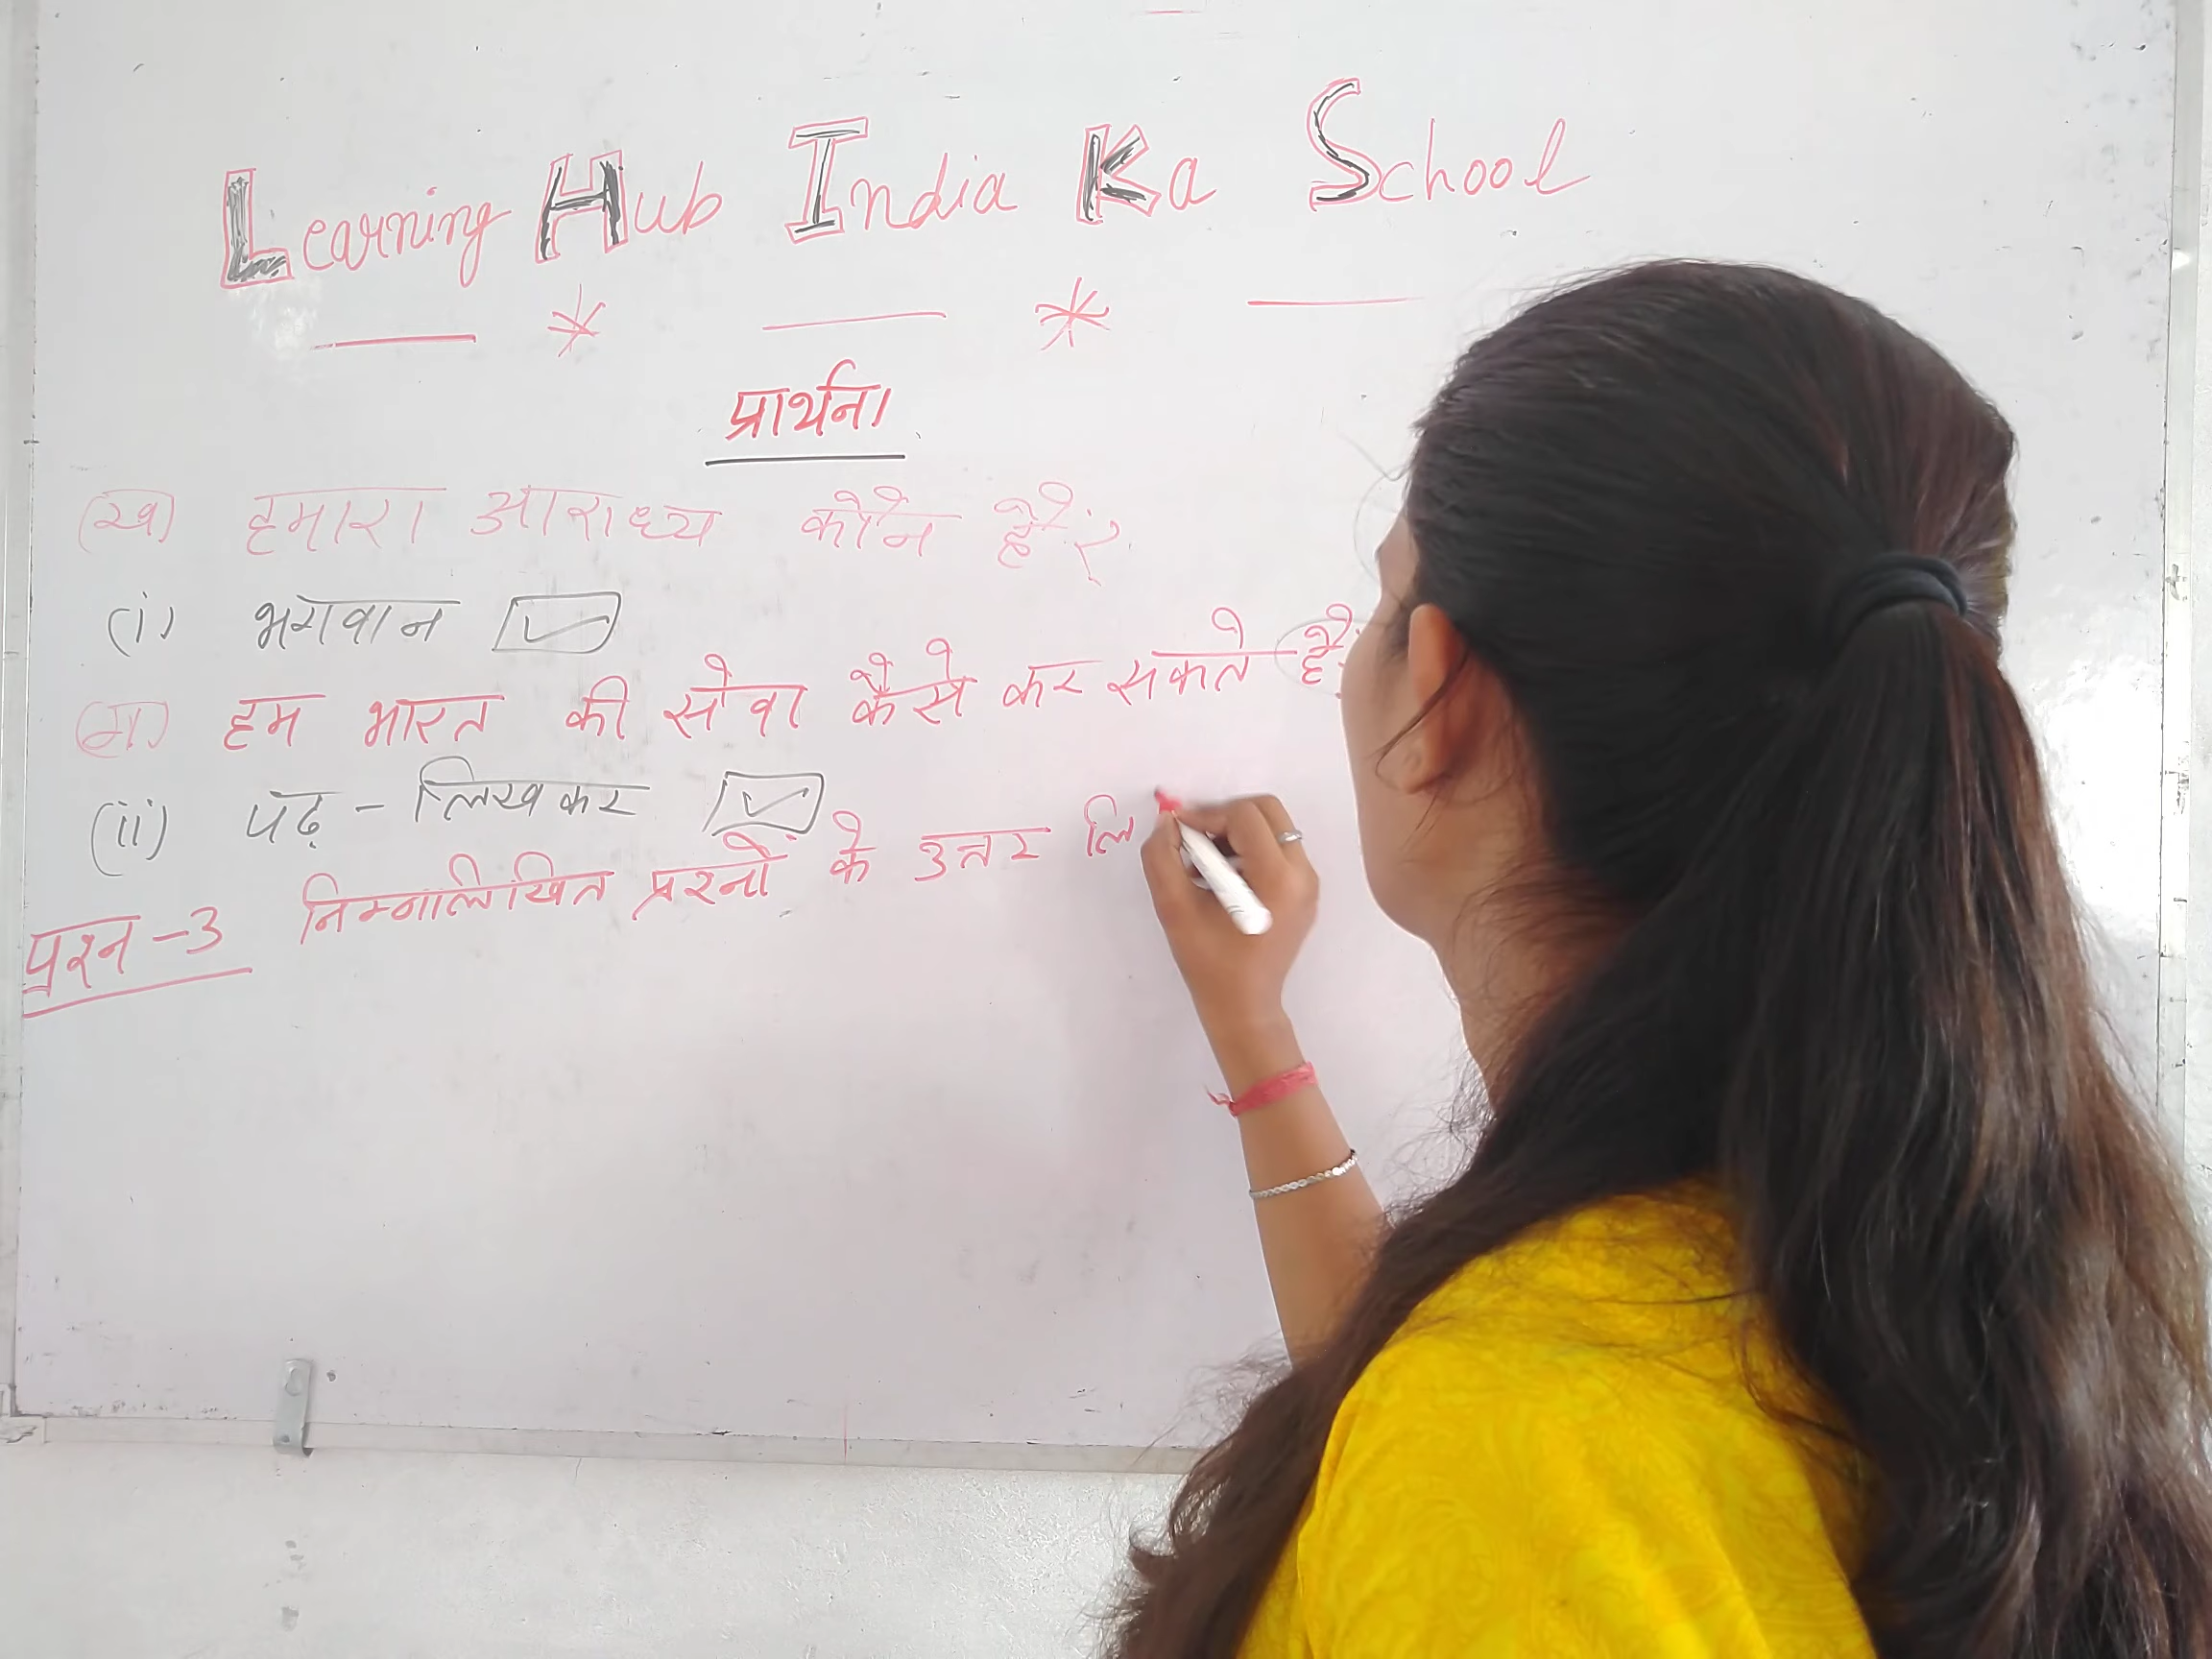 Learning Hub India Ka School
— * — * —
प्रार्थना
(ख) हमारा आराध्य कौन है?
(i) भगवान
(ग) हम भारत की सेवा कैसे कर सकते हैं
(ii) पढ़ - लिखकर
प्रश्न -3 निम्नलिखित प्रश्नों के उत्तर लि